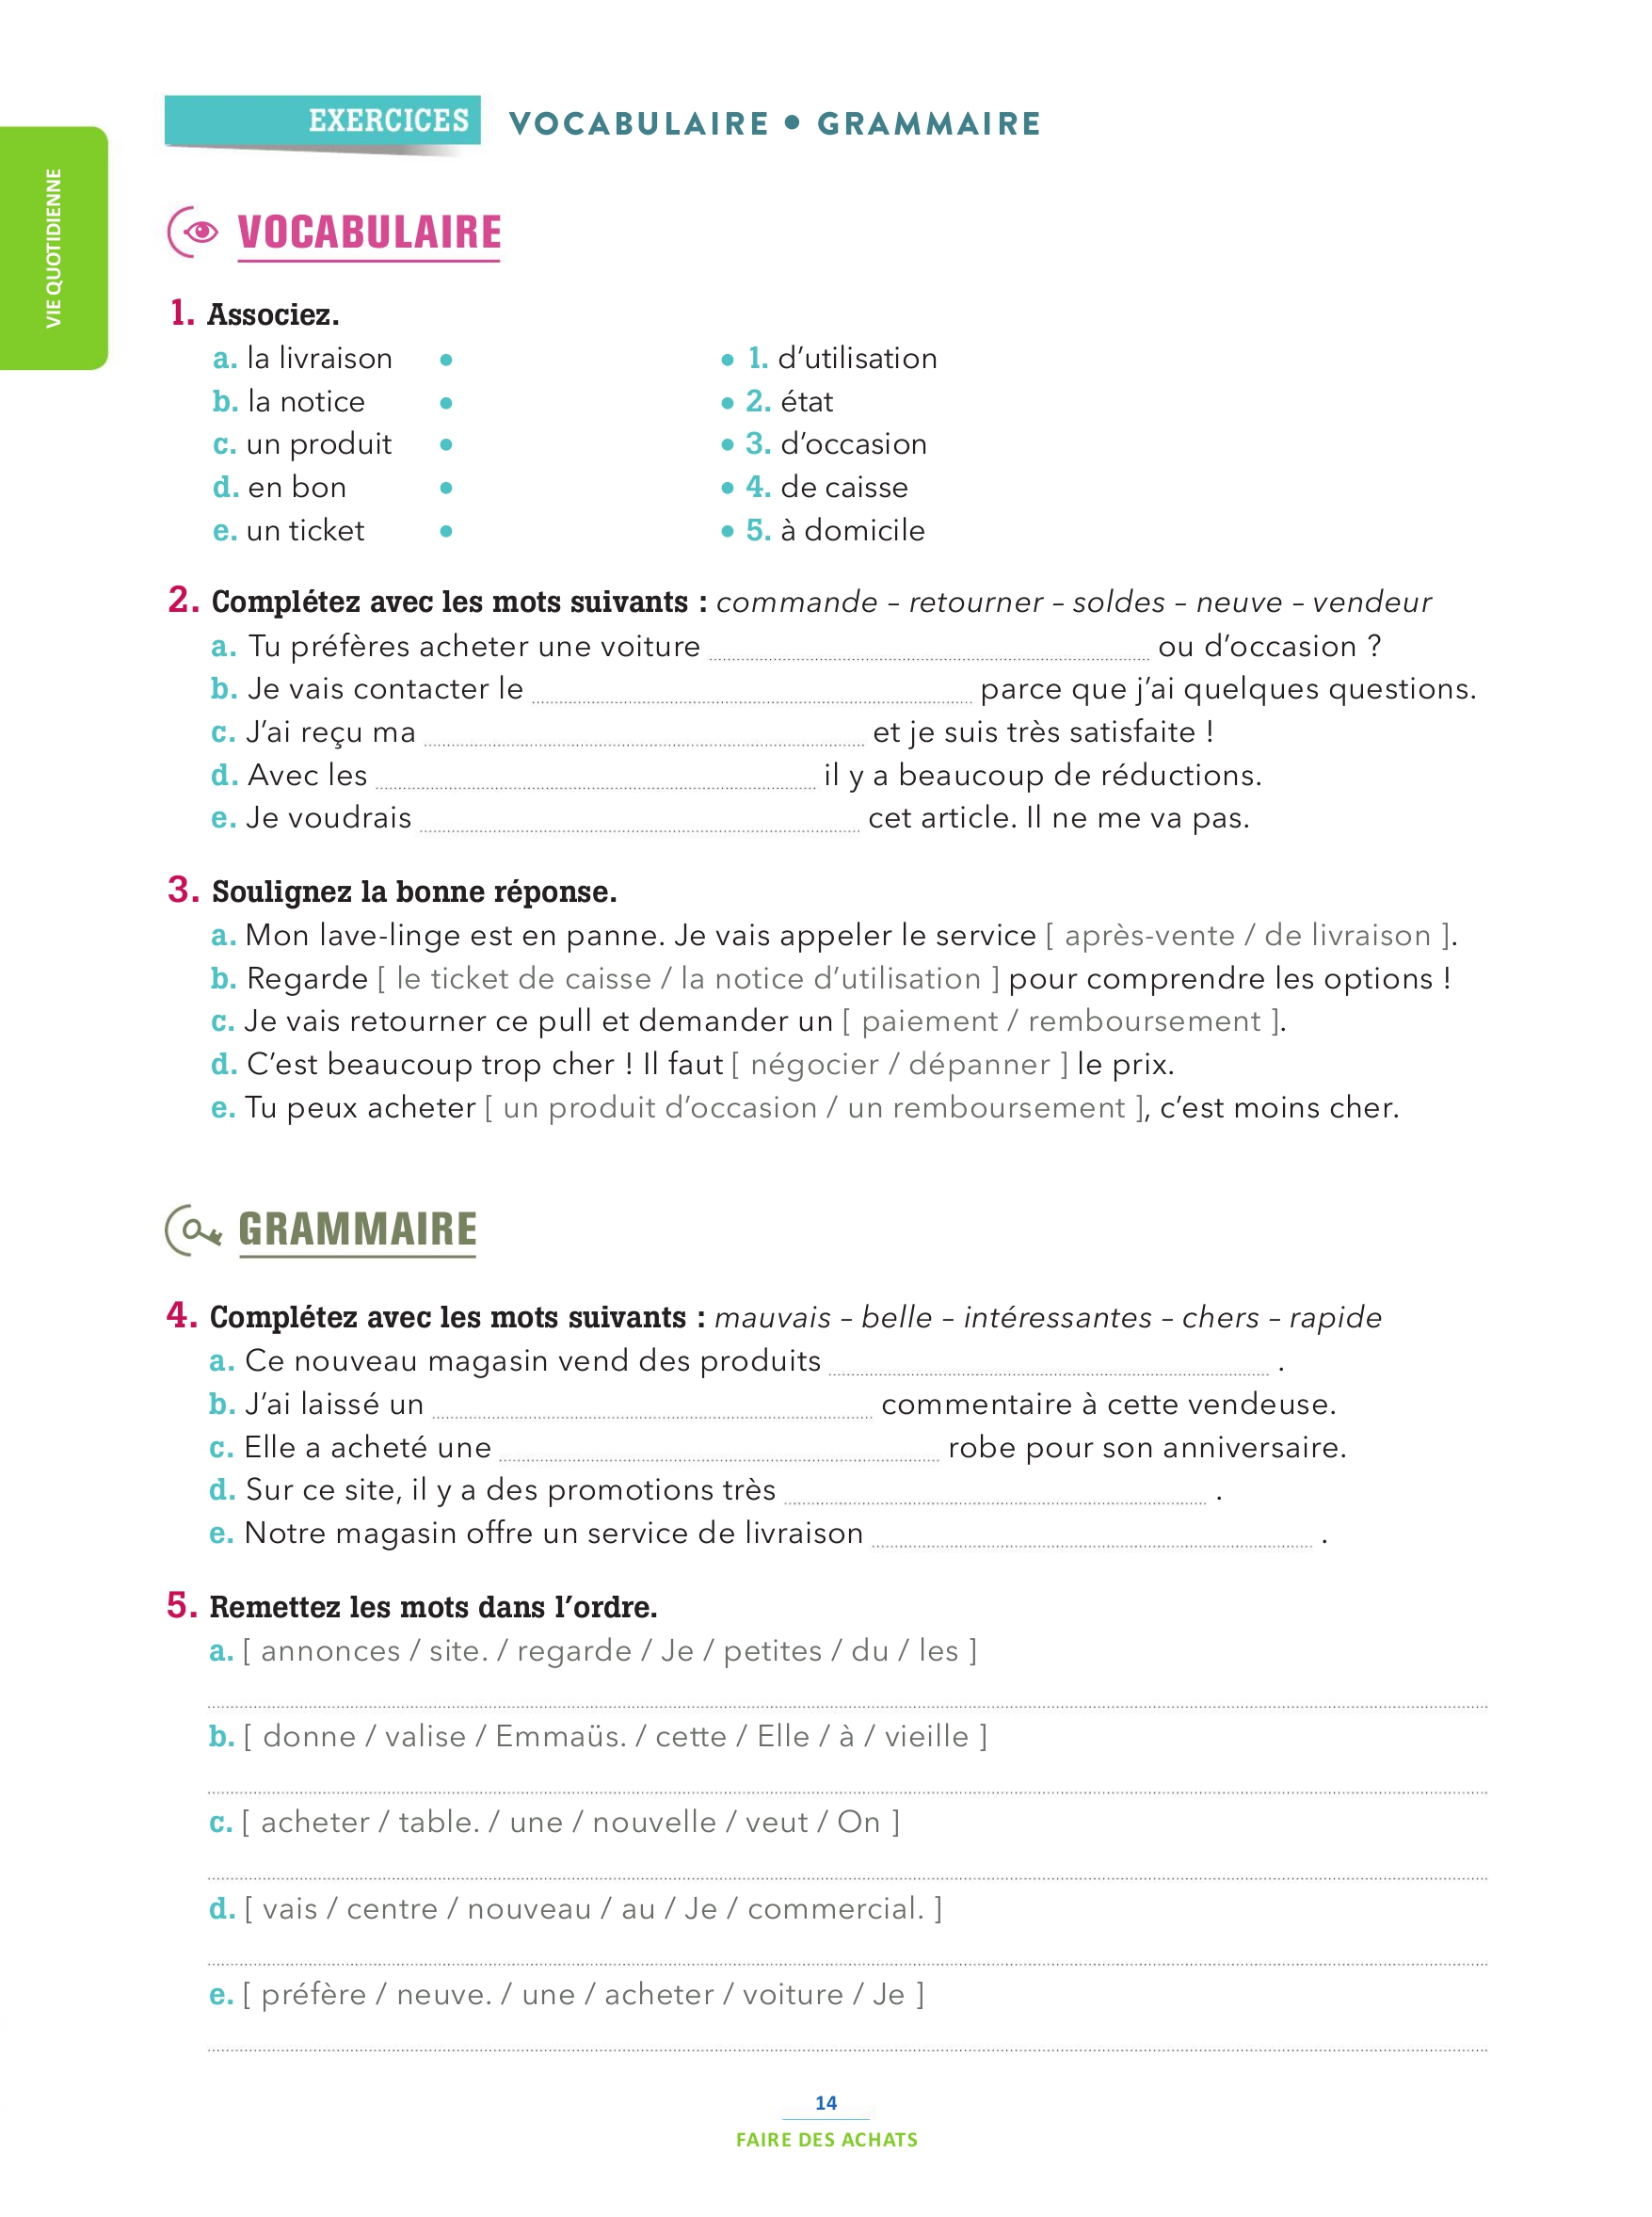 EXERCICES VOCABULAIRE • GRAMMAIRE
VIE QUOTIDIENNE
VOCABULAIRE
1. Associez.
a. la livraison • • 1. d’utilisation
b. la notice • • 2. état
c. un produit • • 3. d’occasion
d. en bon • • 4. de caisse
e. un ticket • • 5. à domicile
2. Complétez avec les mots suivants : commande – retourner – soldes – neuve – vendeur
a. Tu préfères acheter une voiture ou d’occasion ?
b. Je vais contacter le parce que j’ai quelques questions.
c. J’ai reçu ma et je suis très satisfaite !
d. Avec les il y a beaucoup de réductions.
e. Je voudrais cet article. Il ne me va pas.
3. Soulignez la bonne réponse.
a. Mon lave-linge est en panne. Je vais appeler le service [ après-vente / de livraison ].
b. Regarde [ le ticket de caisse / la notice d’utilisation ] pour comprendre les options !
c. Je vais retourner ce pull et demander un [ paiement / remboursement ].
d. C’est beaucoup trop cher ! Il faut [ négocier / dépanner ] le prix.
e. Tu peux acheter [ un produit d’occasion / un remboursement ], c’est moins cher.
GRAMMAIRE
4. Complétez avec les mots suivants : mauvais – belle – intéressantes – chers – rapide
a. Ce nouveau magasin vend des produits .
b. J’ai laissé un commentaire à cette vendeuse.
c. Elle a acheté une robe pour son anniversaire.
d. Sur ce site, il y a des promotions très .
e. Notre magasin offre un service de livraison .
5. Remettez les mots dans l’ordre.
a. [ annonces / site. / regarde / Je / petites / du / les ]
b. [ donne / valise / Emmaüs. / cette / Elle / à / vieille ]
c. [ acheter / table. / une / nouvelle / veut / On ]
d. [ vais / centre / nouveau / au / Je / commercial. ]
e. [ préfère / neuve. / une / acheter / voiture / Je ]
14
FAIRE DES ACHATS